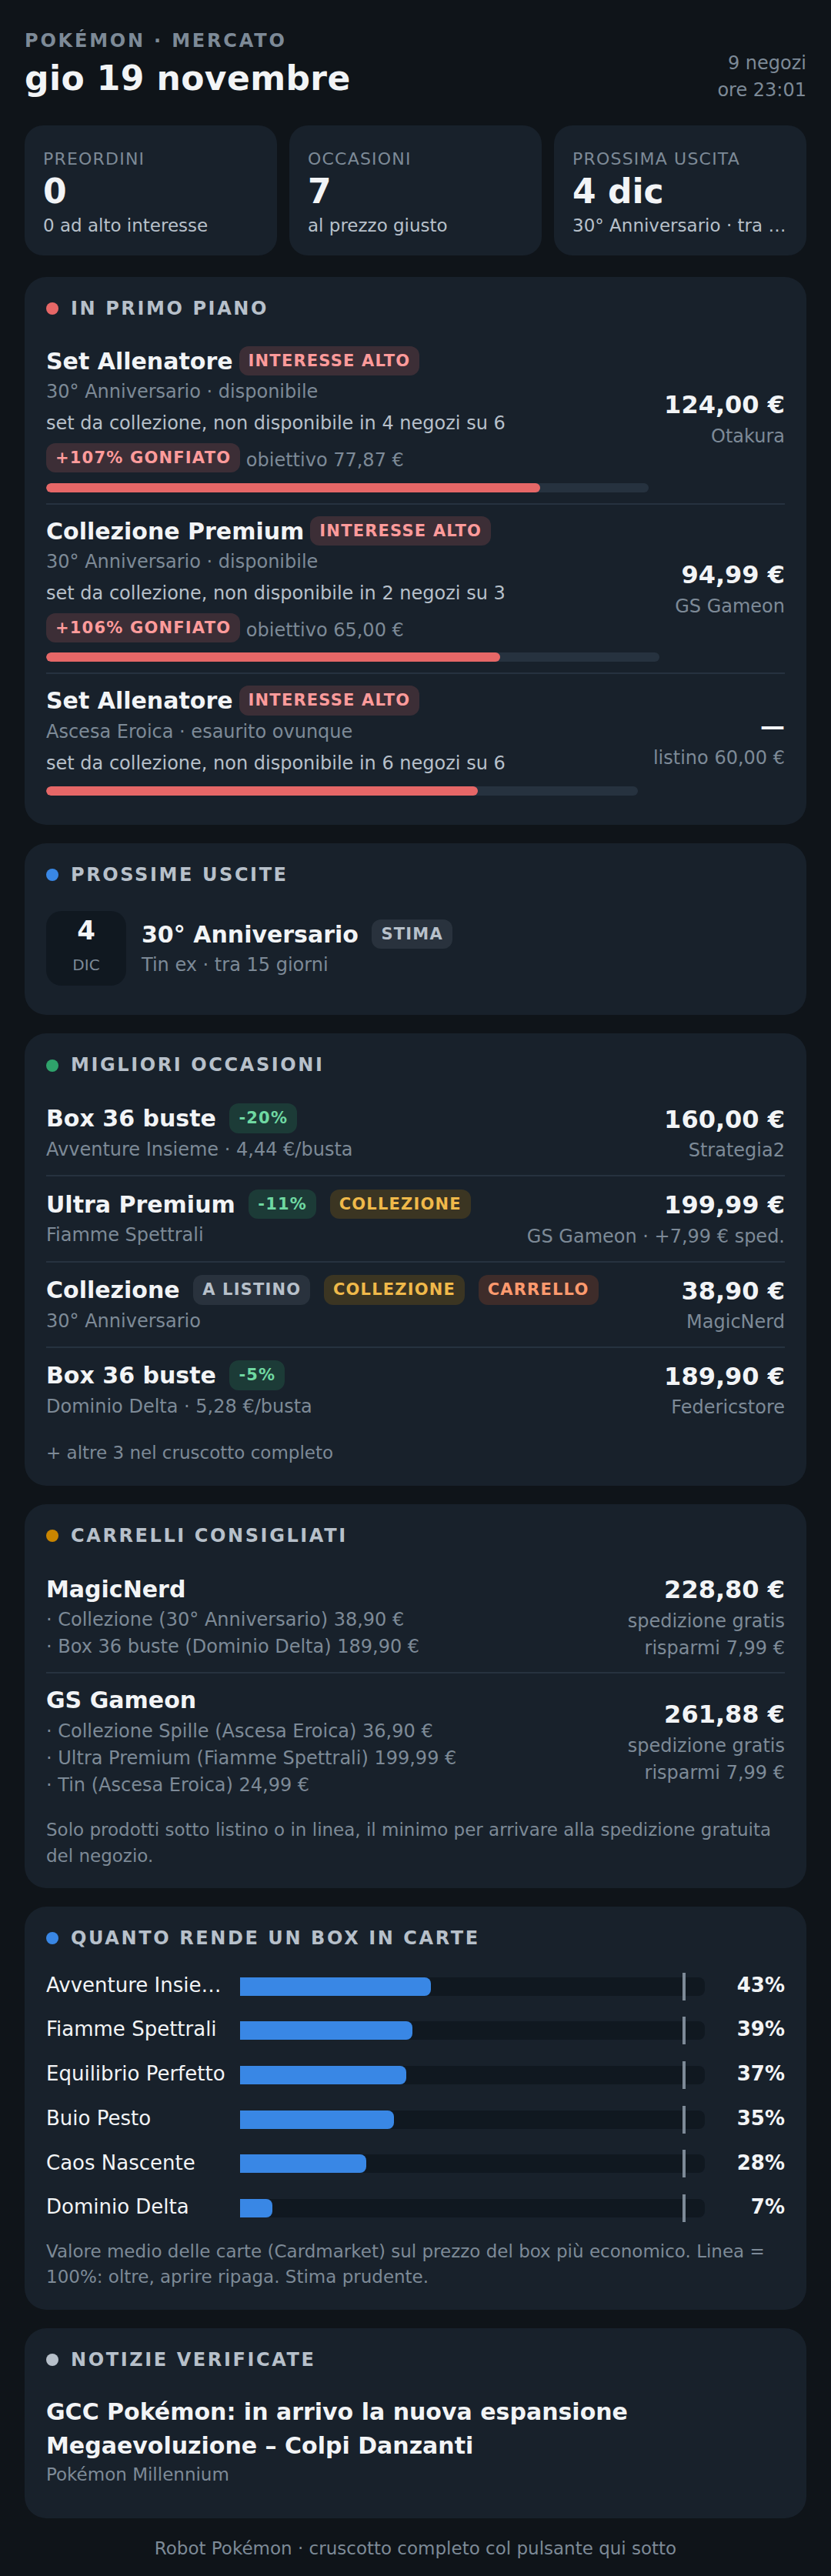 POKÉMON · MERCATO
gio 19 novembre
9 negozi
ore 23:01
PREORDINI
0
0 ad alto interesse
OCCASIONI
7
al prezzo giusto
PROSSIMA USCITA
4 dic
30° Anniversario · tra …
IN PRIMO PIANO
Set Allenatore INTERESSE ALTO
30° Anniversario · disponibile
set da collezione, non disponibile in 4 negozi su 6
+107% GONFIATO obiettivo 77,87 €
124,00 €
Otakura
Collezione Premium INTERESSE ALTO
30° Anniversario · disponibile
set da collezione, non disponibile in 2 negozi su 3
+106% GONFIATO obiettivo 65,00 €
94,99 €
GS Gameon
Set Allenatore INTERESSE ALTO
Ascesa Eroica · esaurito ovunque
set da collezione, non disponibile in 6 negozi su 6
—
listino 60,00 €
PROSSIME USCITE
4
DIC
30° Anniversario STIMA
Tin ex · tra 15 giorni
MIGLIORI OCCASIONI
Box 36 buste -20%
Avventure Insieme · 4,44 €/busta
160,00 €
Strategia2
Ultra Premium -11% COLLEZIONE
Fiamme Spettrali
199,99 €
GS Gameon · +7,99 € sped.
Collezione A LISTINO COLLEZIONE CARRELLO
30° Anniversario
38,90 €
MagicNerd
Box 36 buste -5%
Dominio Delta · 5,28 €/busta
189,90 €
Federicstore
+ altre 3 nel cruscotto completo
CARRELLI CONSIGLIATI
MagicNerd
· Collezione (30° Anniversario) 38,90 €
· Box 36 buste (Dominio Delta) 189,90 €
228,80 €
spedizione gratis
risparmi 7,99 €
GS Gameon
· Collezione Spille (Ascesa Eroica) 36,90 €
· Ultra Premium (Fiamme Spettrali) 199,99 €
· Tin (Ascesa Eroica) 24,99 €
261,88 €
spedizione gratis
risparmi 7,99 €
Solo prodotti sotto listino o in linea, il minimo per arrivare alla spedizione gratuita
del negozio.
QUANTO RENDE UN BOX IN CARTE
Avventure Insie… 43%
Fiamme Spettrali 39%
Equilibrio Perfetto 37%
Buio Pesto 35%
Caos Nascente 28%
Dominio Delta 7%
Valore medio delle carte (Cardmarket) sul prezzo del box più economico. Linea =
100%: oltre, aprire ripaga. Stima prudente.
NOTIZIE VERIFICATE
GCC Pokémon: in arrivo la nuova espansione
Megaevoluzione – Colpi Danzanti
Pokémon Millennium
Robot Pokémon · cruscotto completo col pulsante qui sotto